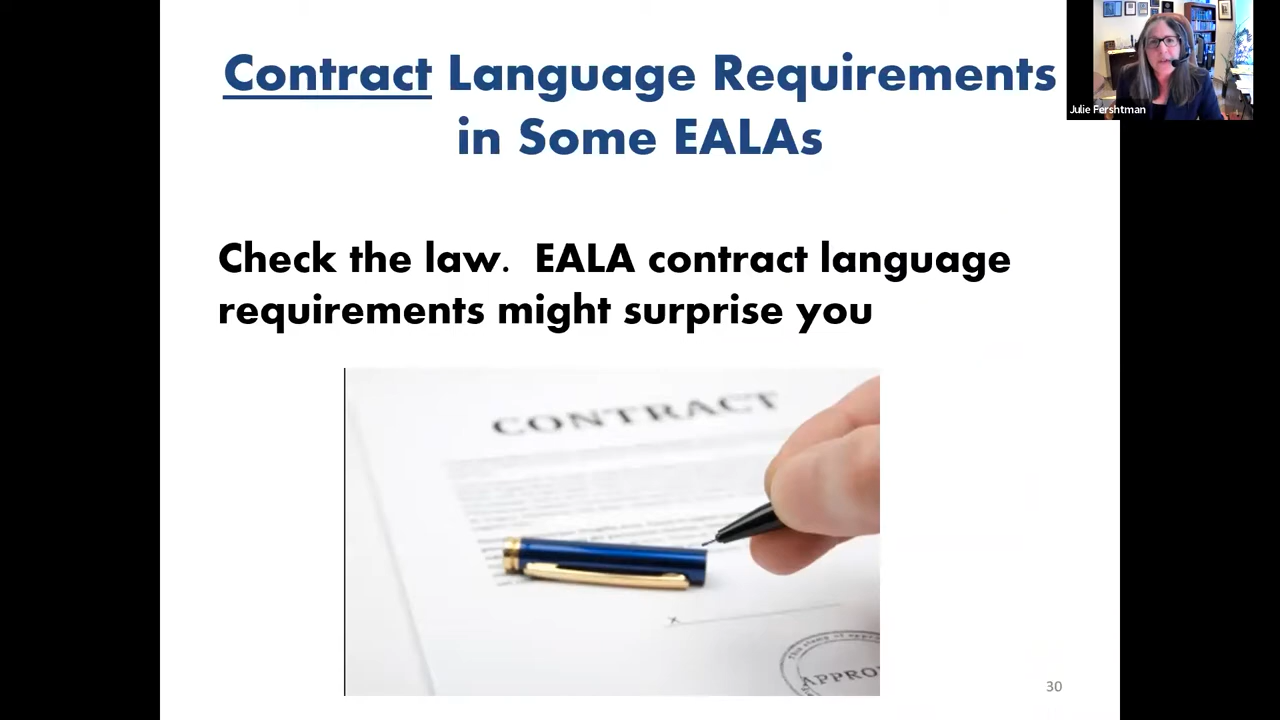 Contract Language Requirements
in Some EALAs
Julie Fershtman
Check the law. EALA contract language
requirements might surprise you
CONTRACT
x
APPRO
30